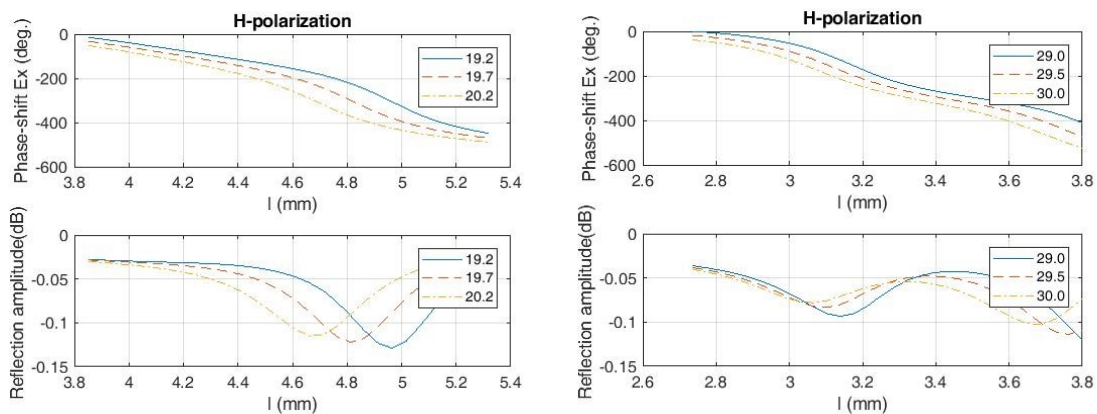 H-polarization
Phase-shift Ex (deg.)
0
-200
-400
-600
19.2
19.7
20.2
3.8 4 4.2 4.4 4.6 4.8 5 5.2 5.4
l (mm)
Reflection amplitude(dB)
0
-0.05
-0.1
-0.15
19.2
19.7
20.2
3.8 4 4.2 4.4 4.6 4.8 5 5.2 5.4
l (mm)
H-polarization
Phase-shift Ex (deg.)
0
-200
-400
-600
29.0
29.5
30.0
2.6 2.8 3 3.2 3.4 3.6 3.8
l (mm)
Reflection amplitude(dB)
0
-0.05
-0.1
-0.15
29.0
29.5
30.0
2.6 2.8 3 3.2 3.4 3.6 3.8
l (mm)